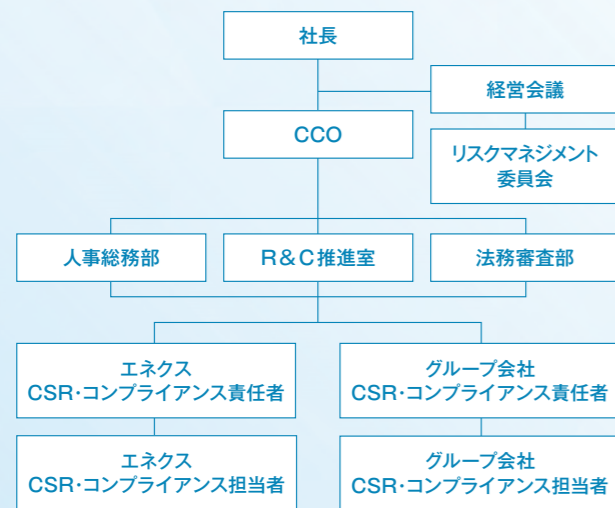 社長
経営会議
CCO
リスクマネジメント
委員会
人事総務部
R&C推進室
法務審査部
エネクス
CSR・コンプライアンス責任者
グループ会社
CSR・コンプライアンス責任者
エネクス
CSR・コンプライアンス担当者
グループ会社
CSR・コンプライアンス担当者